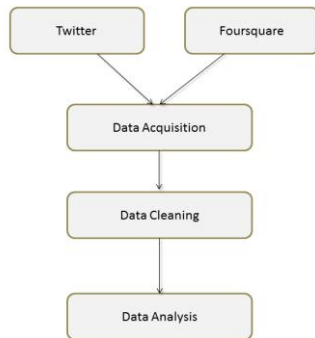 Twitter
Foursquare
Data Acquisition
Data Cleaning
Data Analysis